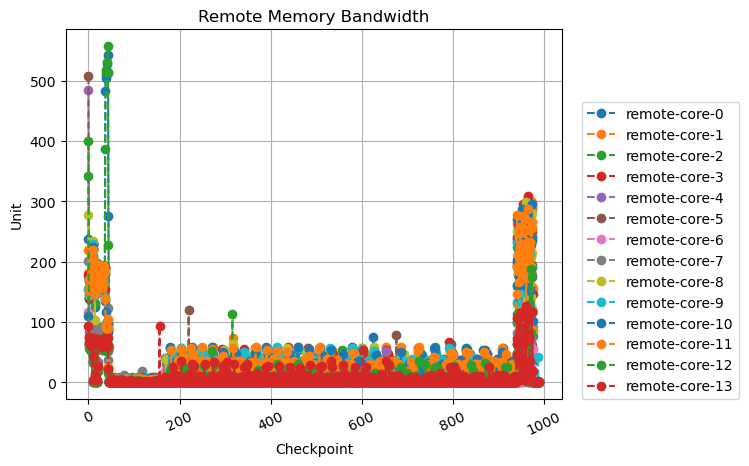 Remote Memory Bandwidth
Unit
500
400
300
200
100
0
0
200
400
600
800
1000
Checkpoint
remote-core-0
remote-core-1
remote-core-2
remote-core-3
remote-core-4
remote-core-5
remote-core-6
remote-core-7
remote-core-8
remote-core-9
remote-core-10
remote-core-11
remote-core-12
remote-core-13